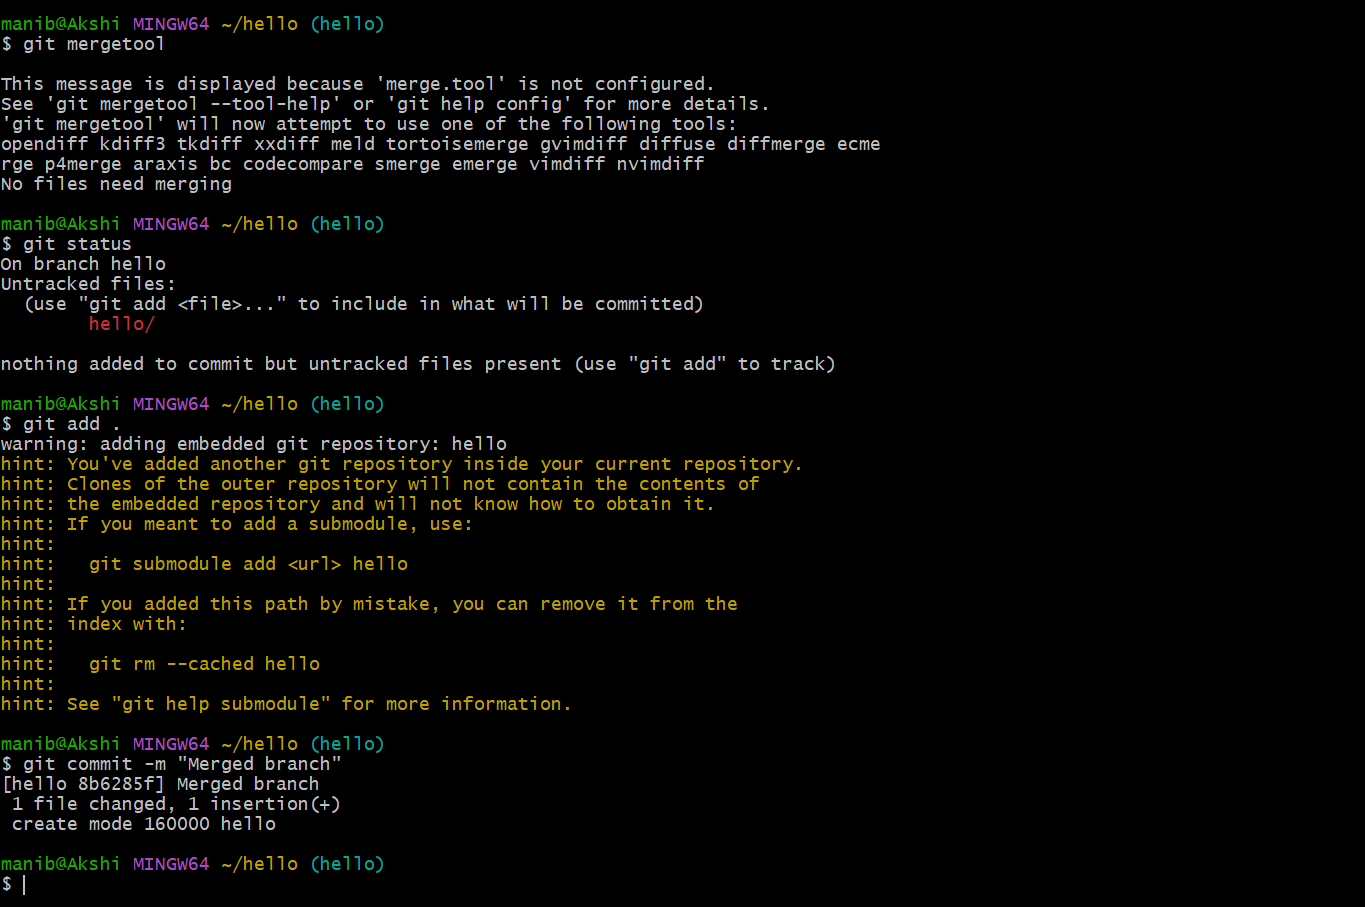 manib@Akshi MINGW64 ~/hello (hello)
$ git mergetool
This message is displayed because 'merge.tool' is not configured.
See 'git mergetool --tool-help' or 'git help config' for more details.
'git mergetool' will now attempt to use one of the following tools:
opendiff kdiff3 tkdiff xxdiff meld tortoisemerge gvimdiff diffuse diffmerge ecme
rge p4merge araxis bc codecompare smerge emerge vimdiff nvimdiff
No files need merging
manib@Akshi MINGW64 ~/hello (hello)
$ git status
On branch hello
Untracked files:
  (use "git add <file>..." to include in what will be committed)
        hello/
nothing added to commit but untracked files present (use "git add" to track)
manib@Akshi MINGW64 ~/hello (hello)
$ git add .
warning: adding embedded git repository: hello
hint: You've added another git repository inside your current repository.
hint: Clones of the outer repository will not contain the contents of
hint: the embedded repository and will not know how to obtain it.
hint: If you meant to add a submodule, use:
hint:
hint:   git submodule add <url> hello
hint:
hint: If you added this path by mistake, you can remove it from the
hint: index with:
hint:
hint:   git rm --cached hello
hint:
hint: See "git help submodule" for more information.
manib@Akshi MINGW64 ~/hello (hello)
$ git commit -m "Merged branch"
[hello 8b6285f] Merged branch
 1 file changed, 1 insertion(+)
 create mode 160000 hello
manib@Akshi MINGW64 ~/hello (hello)
$